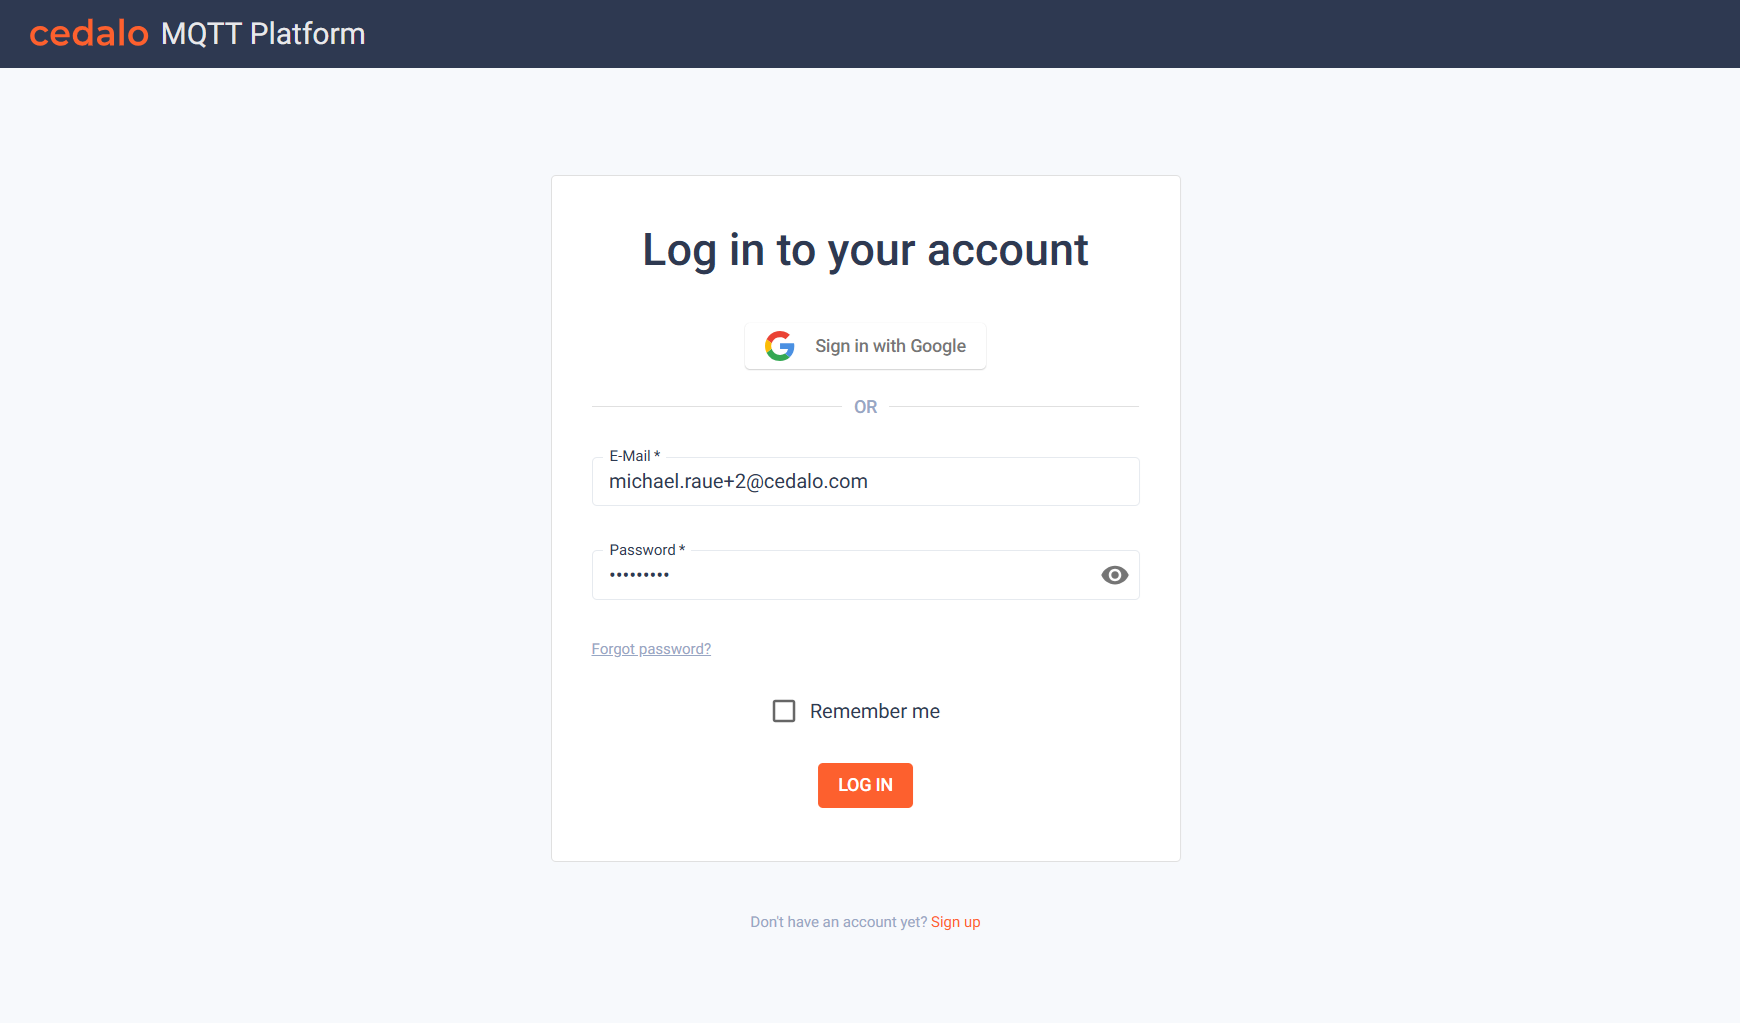 cedalo MQTT Platform
Log in to your account
Sign in with Google
OR
E-Mail *
michael.raue+2@cedalo.com
Password *
•••••••••
Forgot password?
Remember me
LOG IN
Don't have an account yet? Sign up